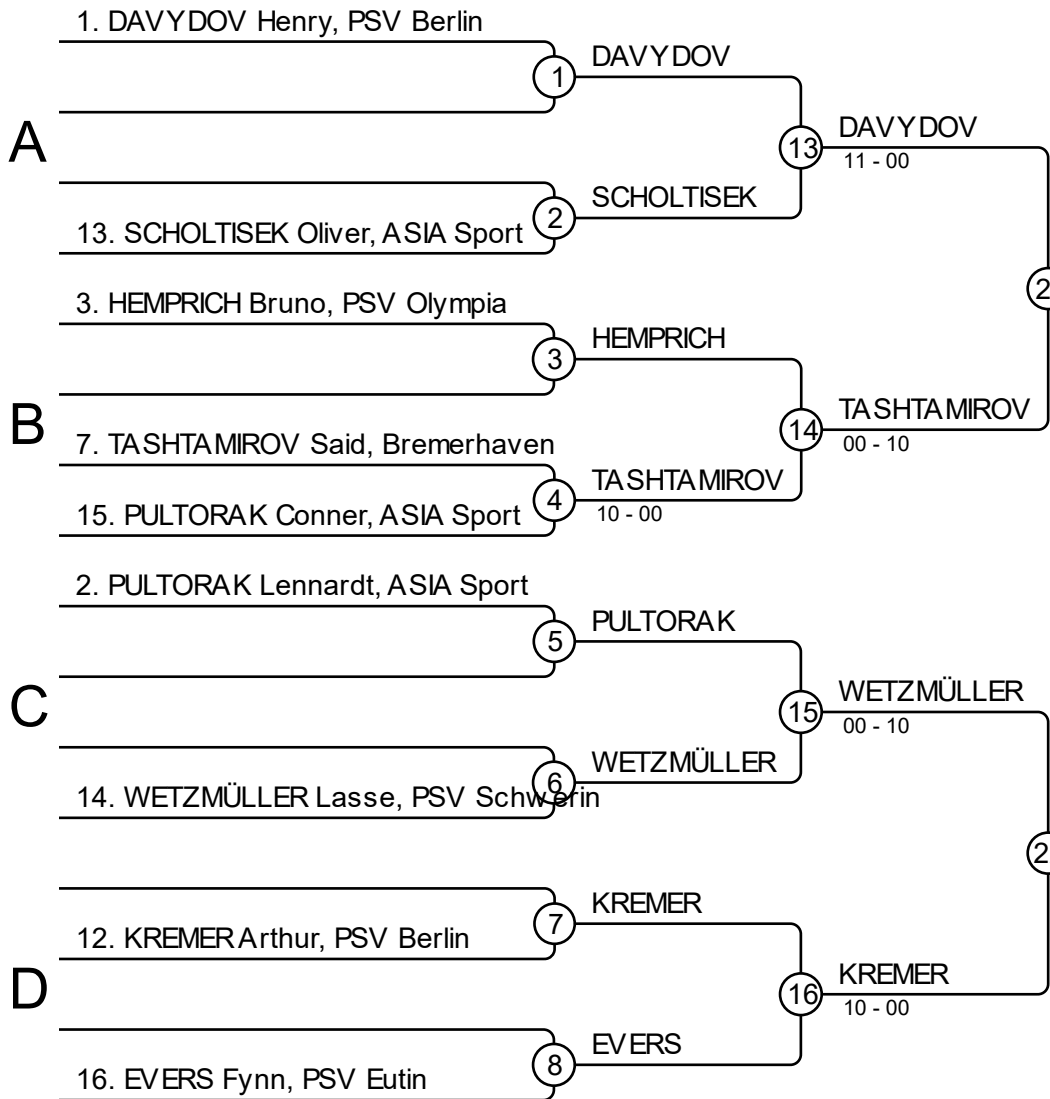 1. DAVYDOV Henry, PSV Berlin
DAVYDOV
1
A
DAVYDOV
13
11 - 00
SCHOLTISEK
2
13. SCHOLTISEK Oliver, ASIA Sport
3. HEMPRICH Bruno, PSV Olympia
2
HEMPRICH
3
B
TASHTAMIROV
14
7. TASHTAMIROV Said, Bremerhaven
00 - 10
TASHTAMIROV
4
15. PULTORAK Conner, ASIA Sport
10 - 00
2. PULTORAK Lennardt, ASIA Sport
PULTORAK
5
C
WETZMÜLLER
15
00 - 10
WETZMÜLLER
6
14. WETZMÜLLER Lasse, PSV Schwerin
2
KREMER
7
12. KREMER Arthur, PSV Berlin
D
KREMER
16
10 - 00
EVERS
8
16. EVERS Fynn, PSV Eutin